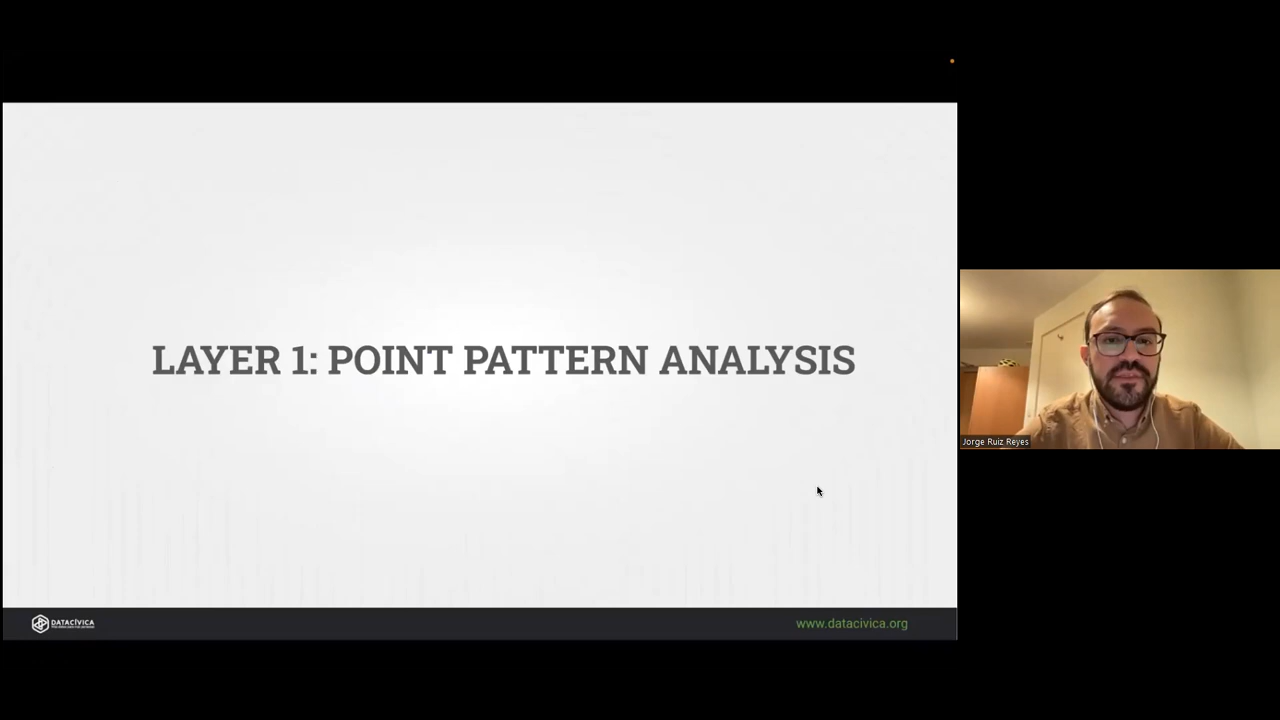 LAYER 1: POINT PATTERN ANALYSIS
Jorge Ruiz Reyes
DATACÍVICA
www.datacivica.org